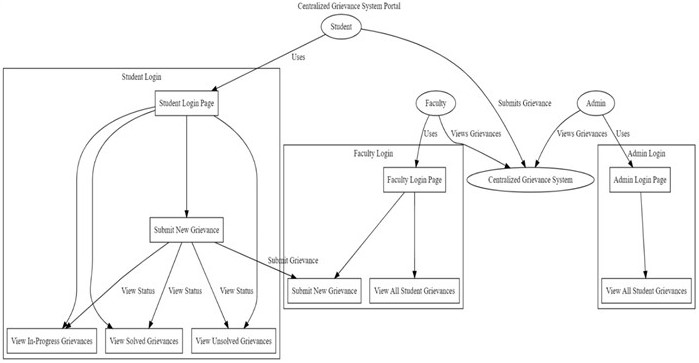 Centralized Grievance System Portal
Student
Uses
Student Login
Student Login Page
Faculty
Submits Grievance
Admin
Uses
Views Grievances
Views Grievances
Uses
Faculty Login
Admin Login
Faculty Login Page
Centralized Grievance System
Admin Login Page
Submit New Grievance
Submit Grievance
View Status
View Status
View Status
Submit New Grievance
View All Student Grievances
View All Student Grievances
View In-Progress Grievances
View Solved Grievances
View Unsolved Grievances